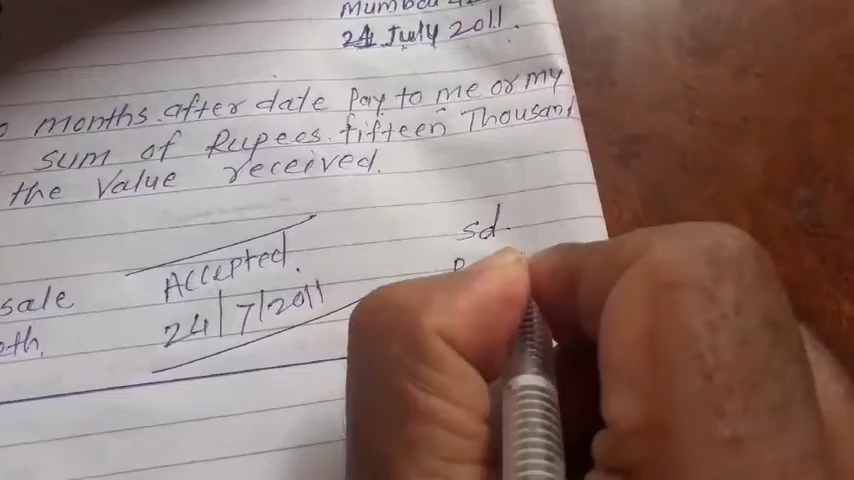 Mumbai
24 July 2011.
months after date Pay to me or my
sum of Rupees fifteen Thousand
the value received.
sd.
Accepted.
sale
24/7/2011